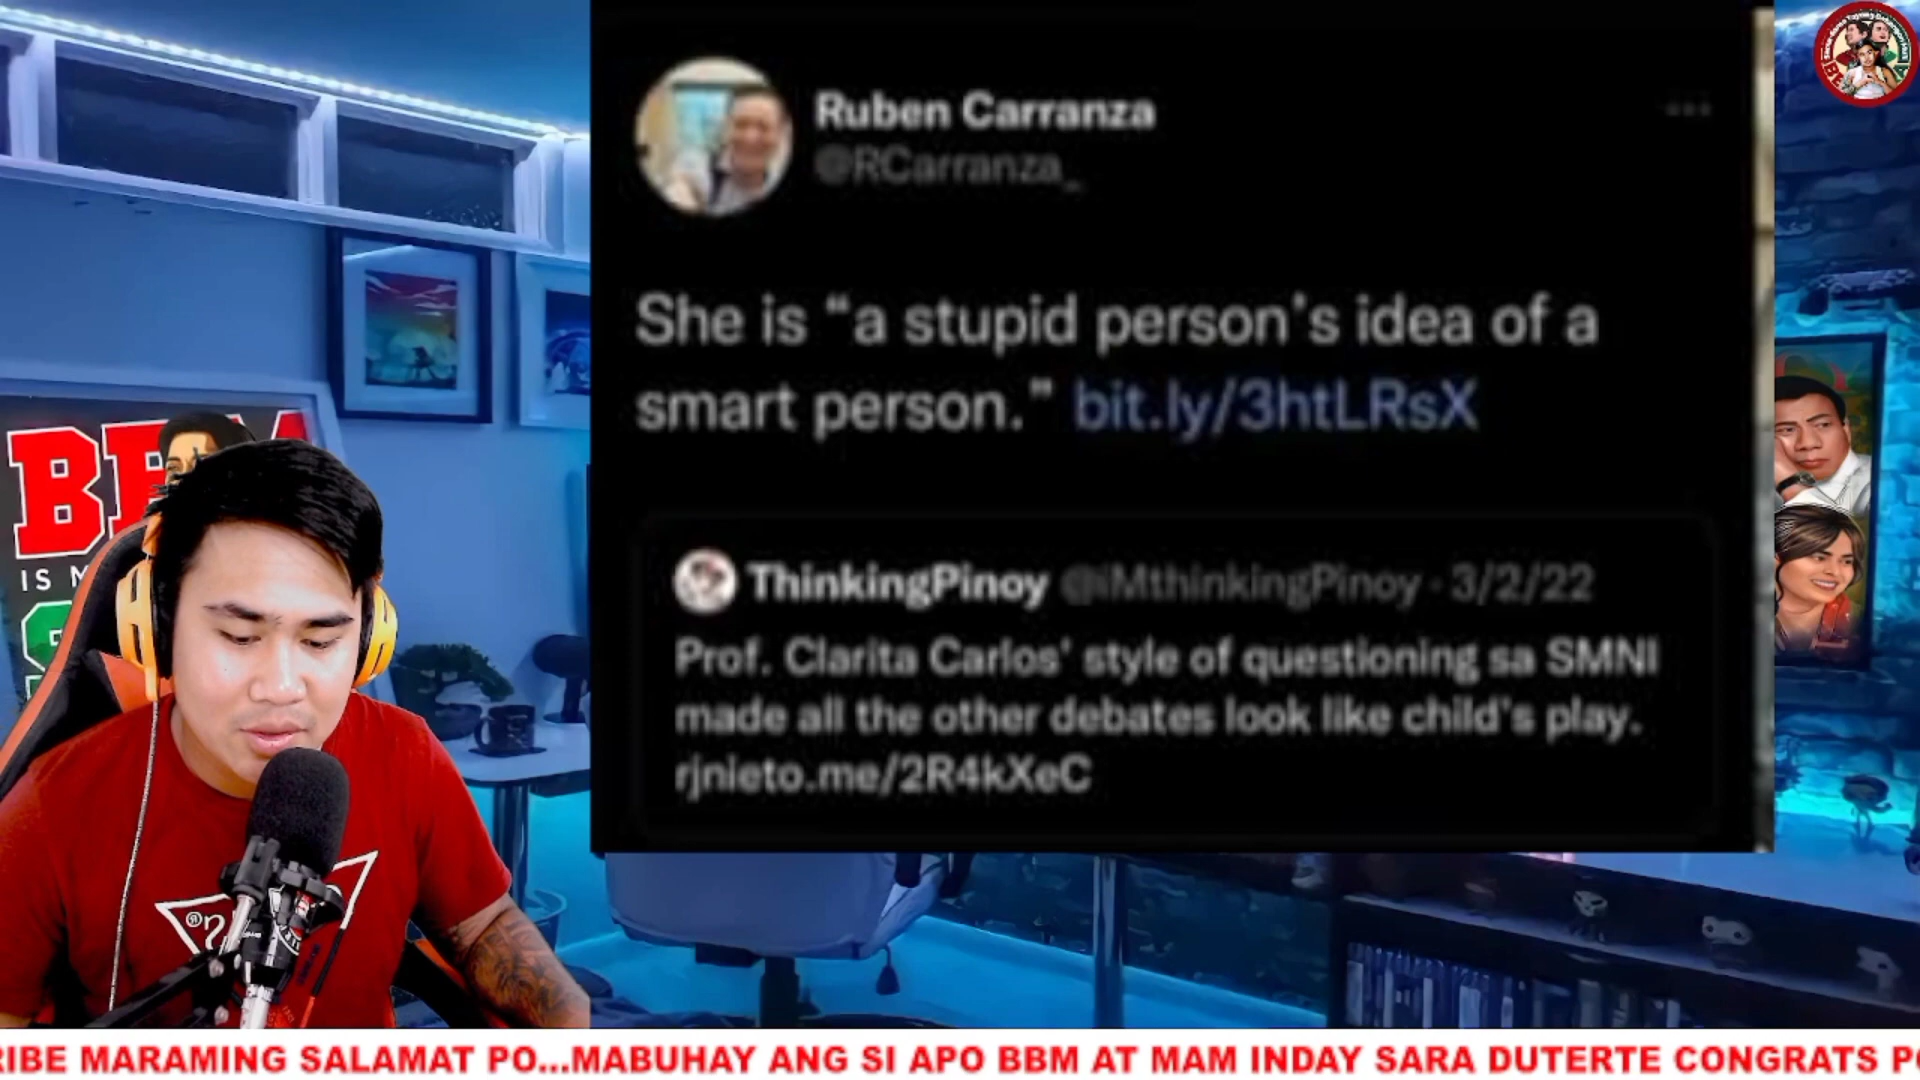 Ruben Carranza
@RCarranza_
She is “a stupid person’s idea of a
smart person.” bit.ly/3htLRsX
ThinkingPinoy @iMthinkingPinoy · 3/2/22
Prof. Clarita Carlos' style of questioning sa SMNI
made all the other debates look like child's play.
rjnieto.me/2R4kXeC
IS M
RIBE MARAMING SALAMAT PO...MABUHAY ANG SI APO BBM AT MAM INDAY SARA DUTERTE CONGRATS P